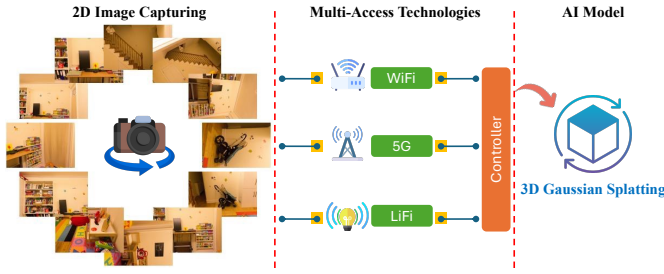 2D Image Capturing
Multi-Access Technologies
AI Model
WiFi
5G
LiFi
Controller
3D Gaussian Splatting